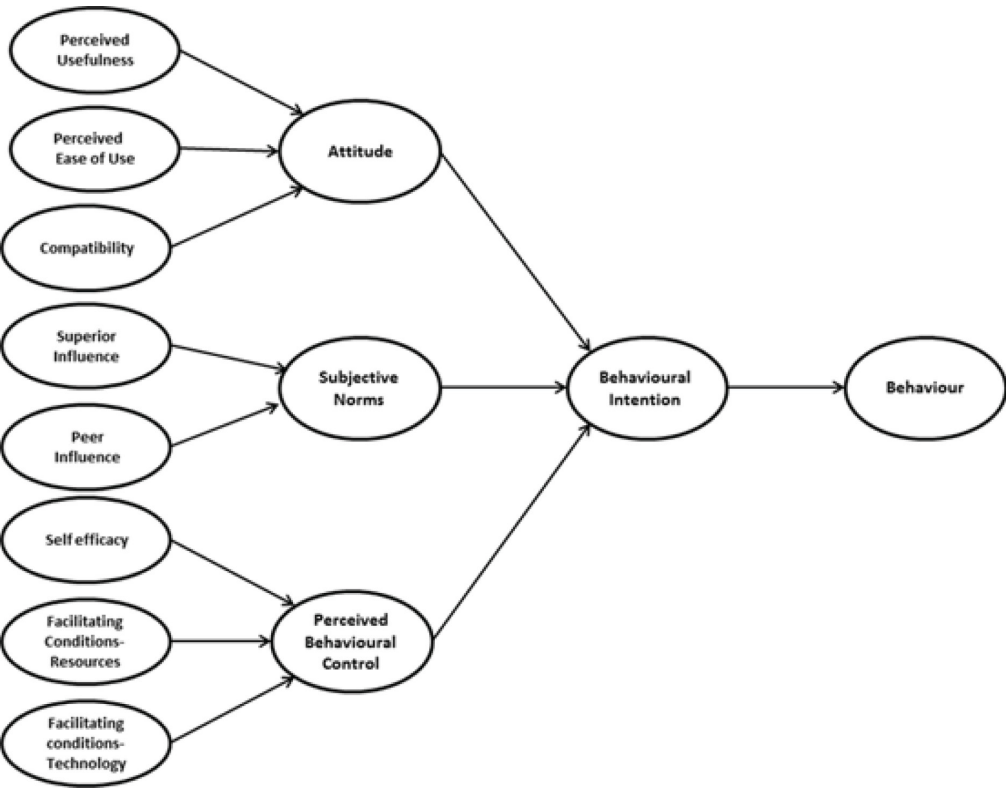 Perceived
Usefulness
Perceived
Ease of Use
Compatibility
Superior
Influence
Peer
Influence
Self efficacy
Facilitating
Conditions-
Resources
Facilitating
conditions-
Technology
Attitude
Subjective
Norms
Perceived
Behavioural
Control
Behavioural
Intention
Behaviour